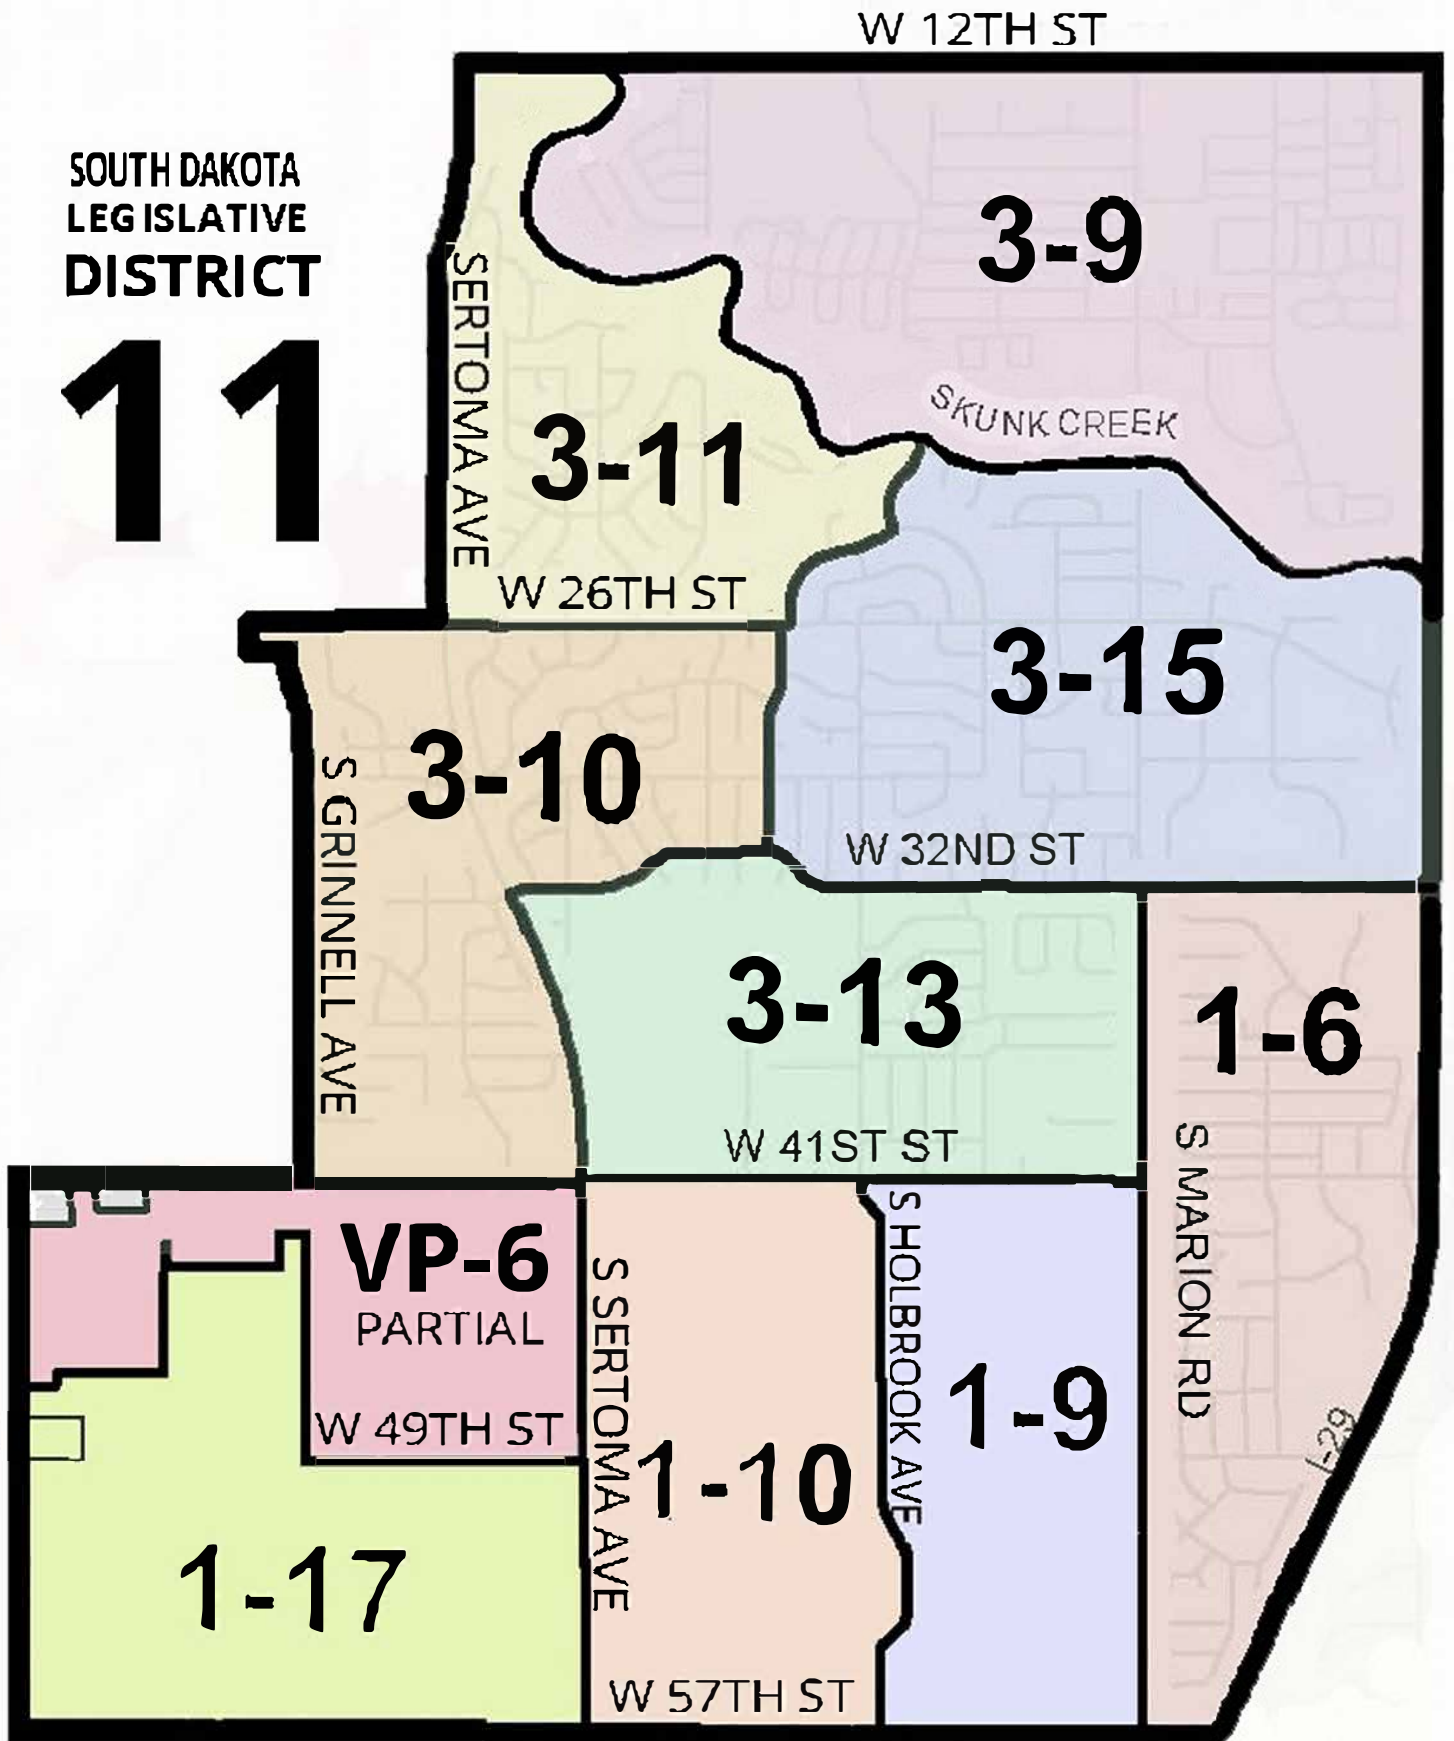 W 12TH ST
SOUTH DAKOTA
LEGISLATIVE
DISTRICT
11
3-9
SERTOMA AVE
SKUNK CREEK
3-11
W 26TH ST
3-15
3-10
S GRINNELL AVE
W 32ND ST
3-13
1-6
W 41ST ST
S MARION RD
VP-6
PARTIAL
S HOLBROOK AVE
S SERTOMA AVE
1-9
W 49TH ST
I-29
1-10
1-17
W 57TH ST